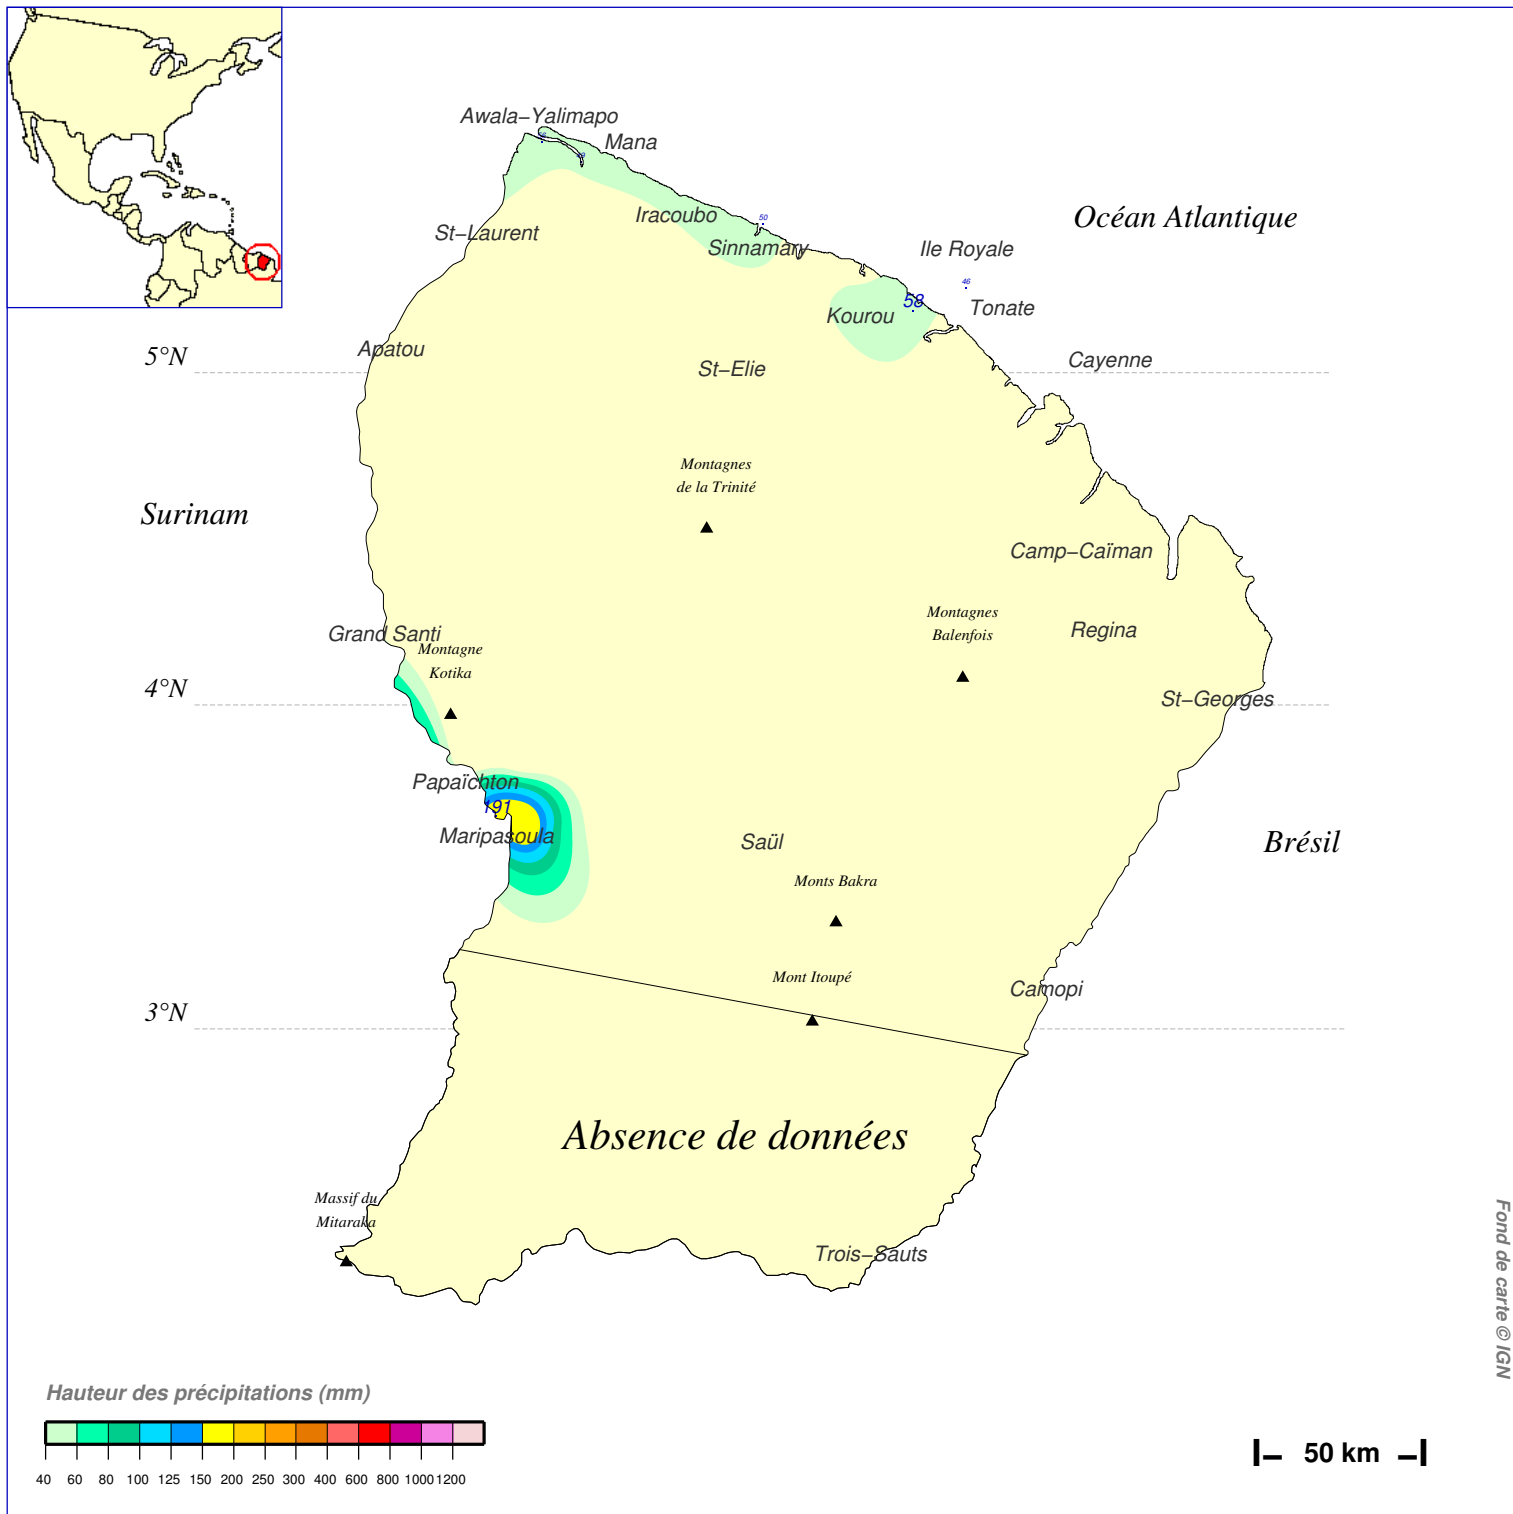 Awala−Yalimapo
Mana
Iracoubo
50
Océan Atlantique
St−Laurent
Sinnamary
Ile Royale
46
58
Tonate
Kourou
5°N
Apatou
Cayenne
St−Elie
Montagnes
de la Trinité
Surinam
Camp−Caïman
Montagnes
Balenfois
Regina
Grand Santi
Montagne
Kotika
4°N
St−Georges
Papaïchton
191
Maripasoula
Saül
Brésil
Monts Bakra
Mont Itoupé
Camopi
3°N
Absence de données
Massif du
Mitaraka
Trois−Sauts
Fond de carte © IGN
Hauteur des précipitations (mm)
40 60 80 100 125 150 200 250 300 400 600 800 1000 1200
50 km